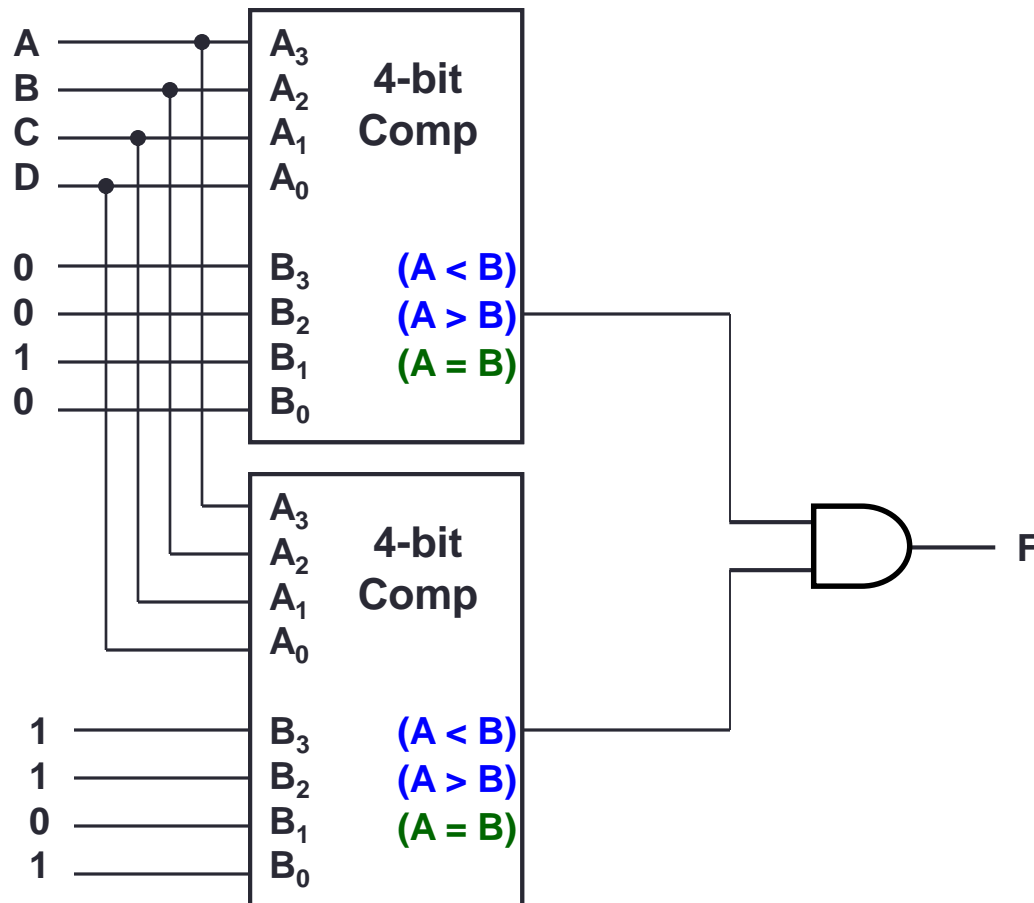 A
B
C
D
0
0
1
0
A3
A2
A1
A0
B3
B2
B1
B0
4-bit
Comp
(A < B)
(A > B)
(A = B)
1
1
0
1
A3
A2
A1
A0
B3
B2
B1
B0
4-bit
Comp
(A < B)
(A > B)
(A = B)
F